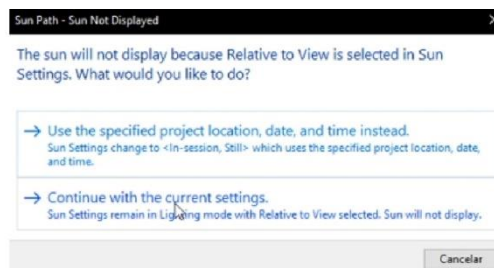 Sun Path - Sun Not Displayed
The sun will not display because Relative to View is selected in Sun
Settings. What would you like to do?
→ Use the specified project location, date, and time instead.
Sun Settings change to <In-session, Still> which uses the specified project location, date,
and time.
→ Continue with the current settings.
Sun Settings remain in Lighting mode with Relative to View selected. Sun will not display.
Cancelar